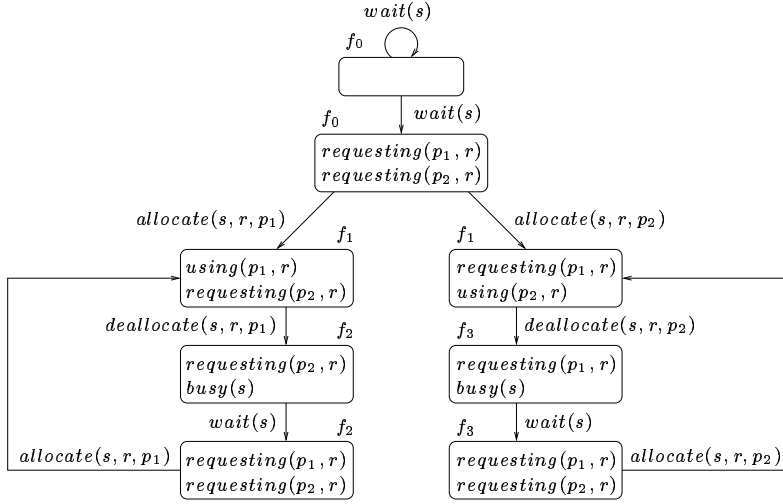 wait(s)
f₀
wait(s)
f₀
requesting(p₁, r)
requesting(p₂, r)
allocate(s, r, p₁)
allocate(s, r, p₂)
f₁
f₁
using(p₁, r)
requesting(p₂, r)
requesting(p₁, r)
using(p₂, r)
deallocate(s, r, p₁)
f₂
f₃
deallocate(s, r, p₂)
requesting(p₂, r)
busy(s)
requesting(p₁, r)
busy(s)
wait(s)
f₂
f₃
wait(s)
allocate(s, r, p₁)
requesting(p₁, r)
requesting(p₂, r)
requesting(p₁, r)
requesting(p₂, r)
allocate(s, r, p₂)